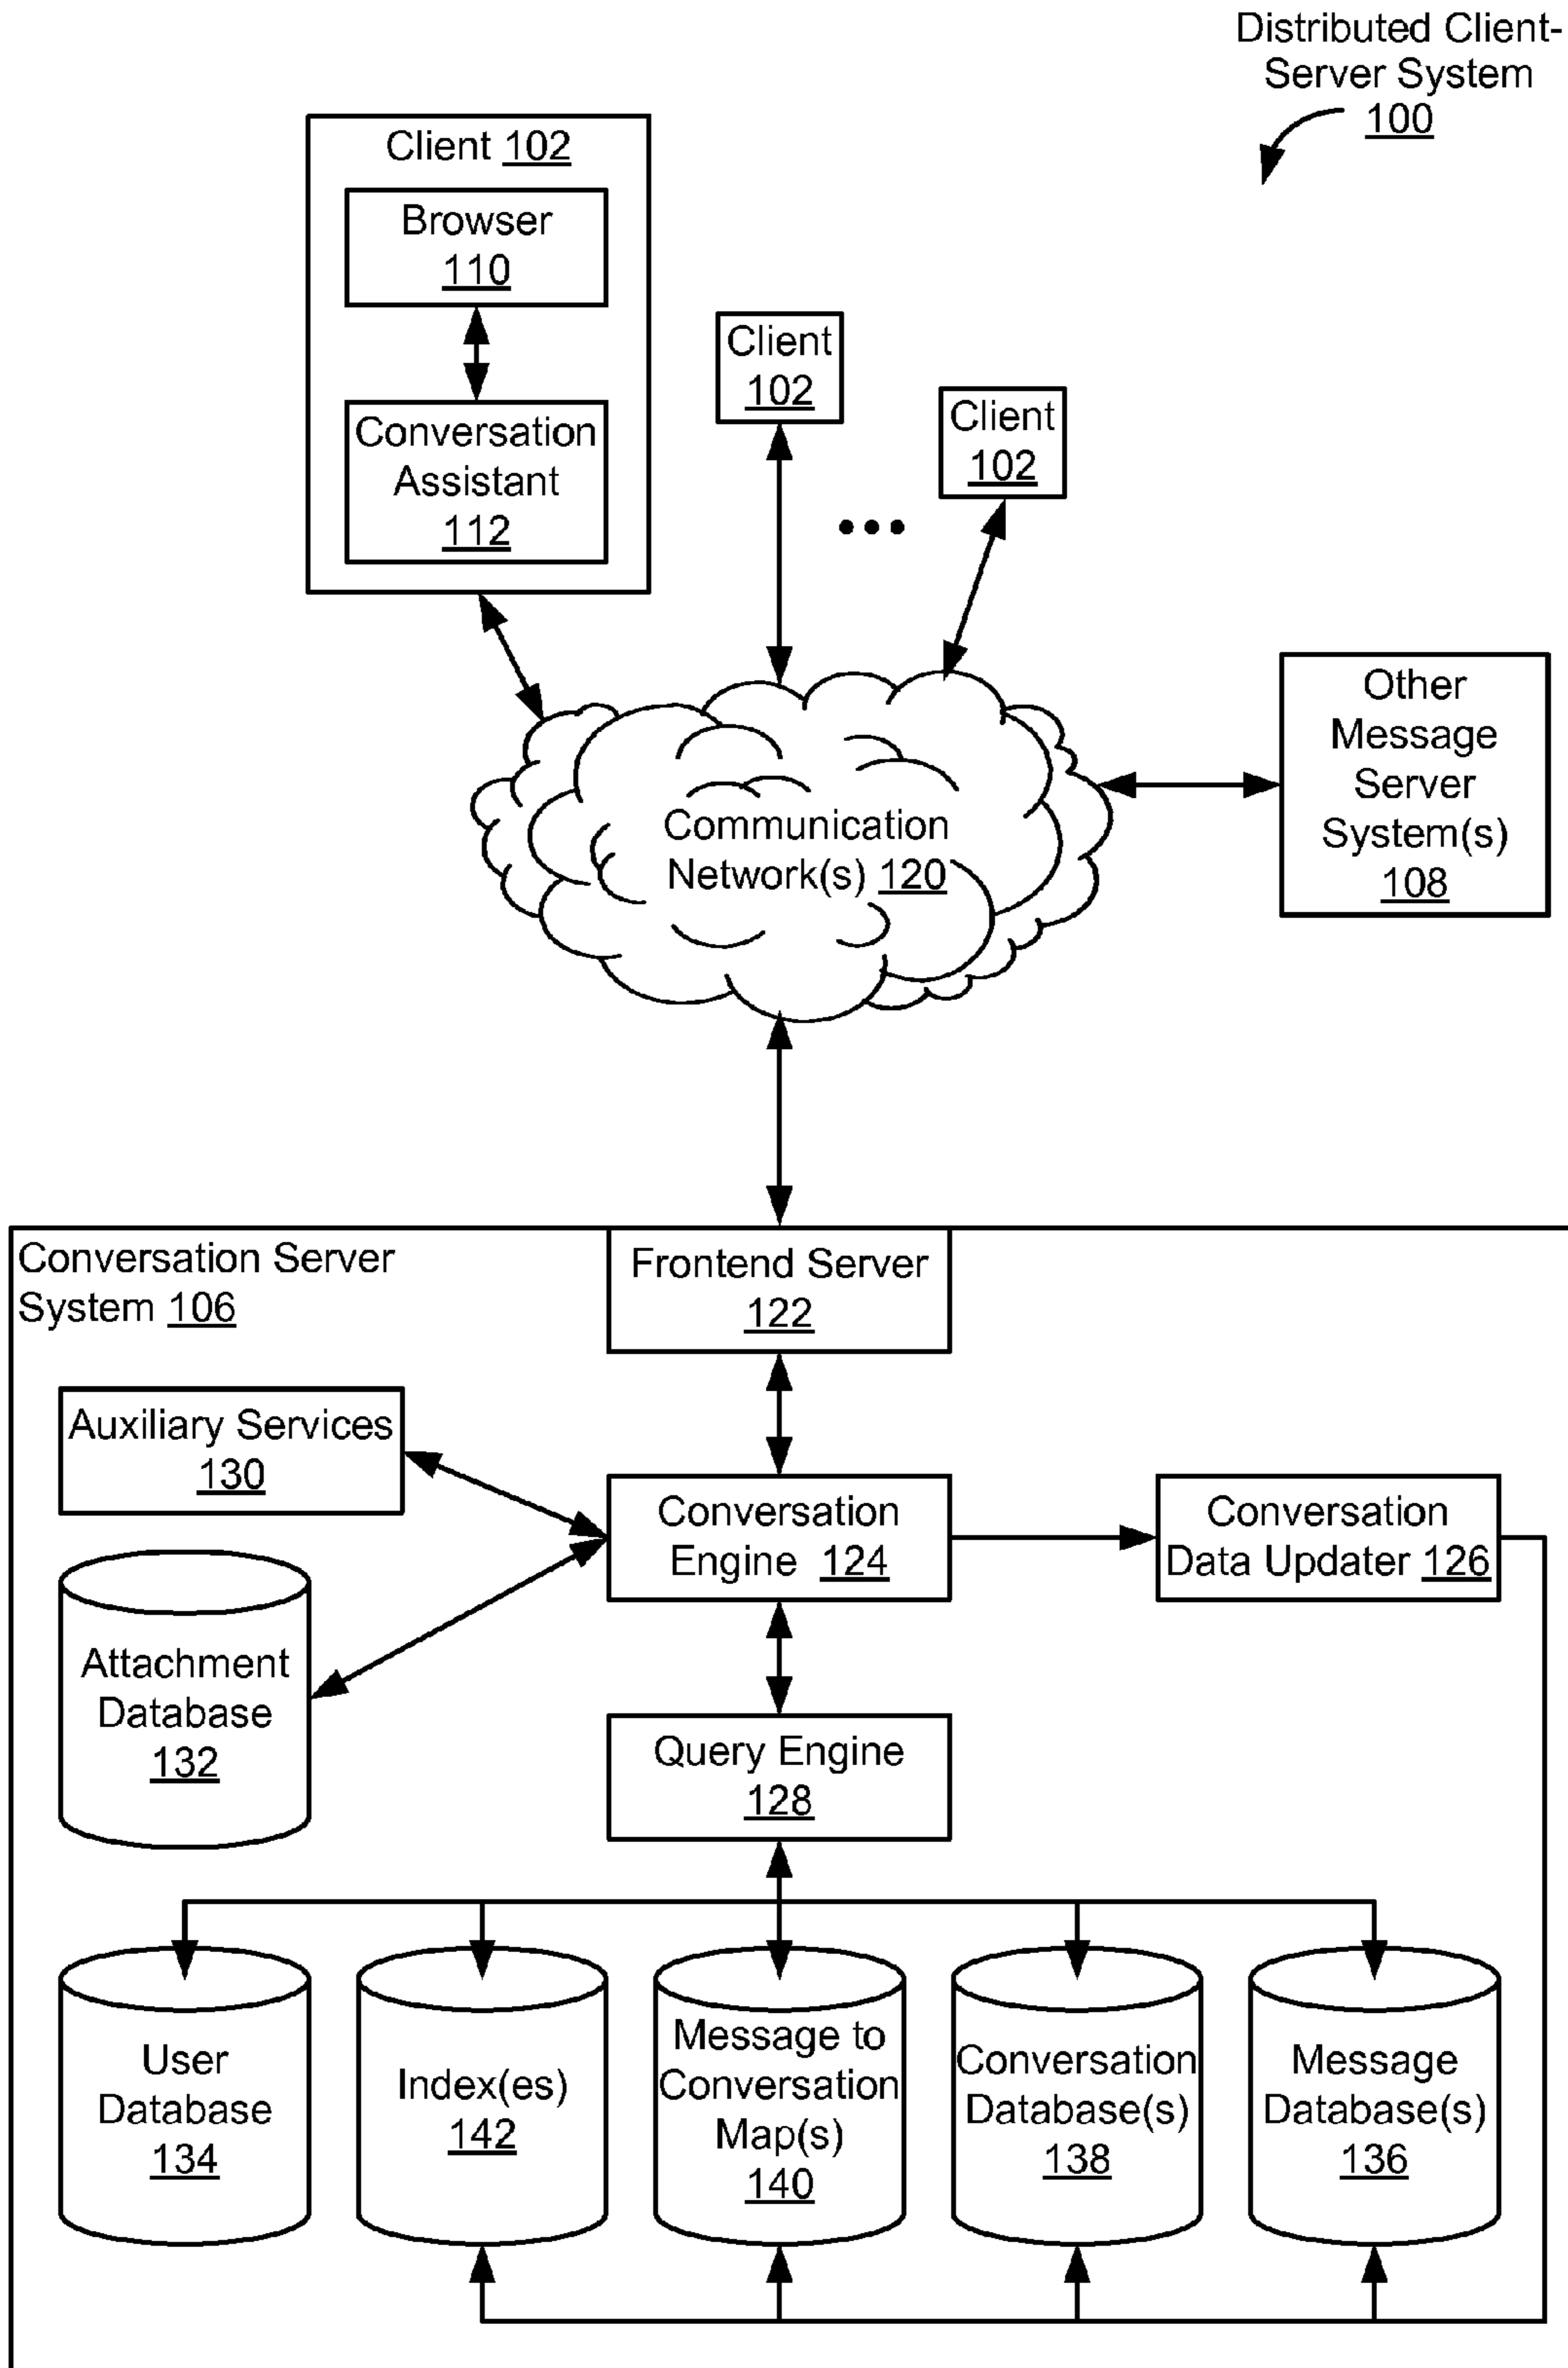 Distributed Client-
Server System
100
Client 102
Browser
110
Conversation
Assistant
112
Client
102
Client
102
Other
Message
Server
System(s)
108
Communication
Network(s) 120
Conversation Server
System 106
Frontend Server
122
Auxiliary Services
130
Conversation
Engine 124
Conversation
Data Updater 126
Attachment
Database
132
Query Engine
128
User
Database
134
Index(es)
142
Message to
Conversation
Map(s)
140
Conversation
Database(s)
138
Message
Database(s)
136